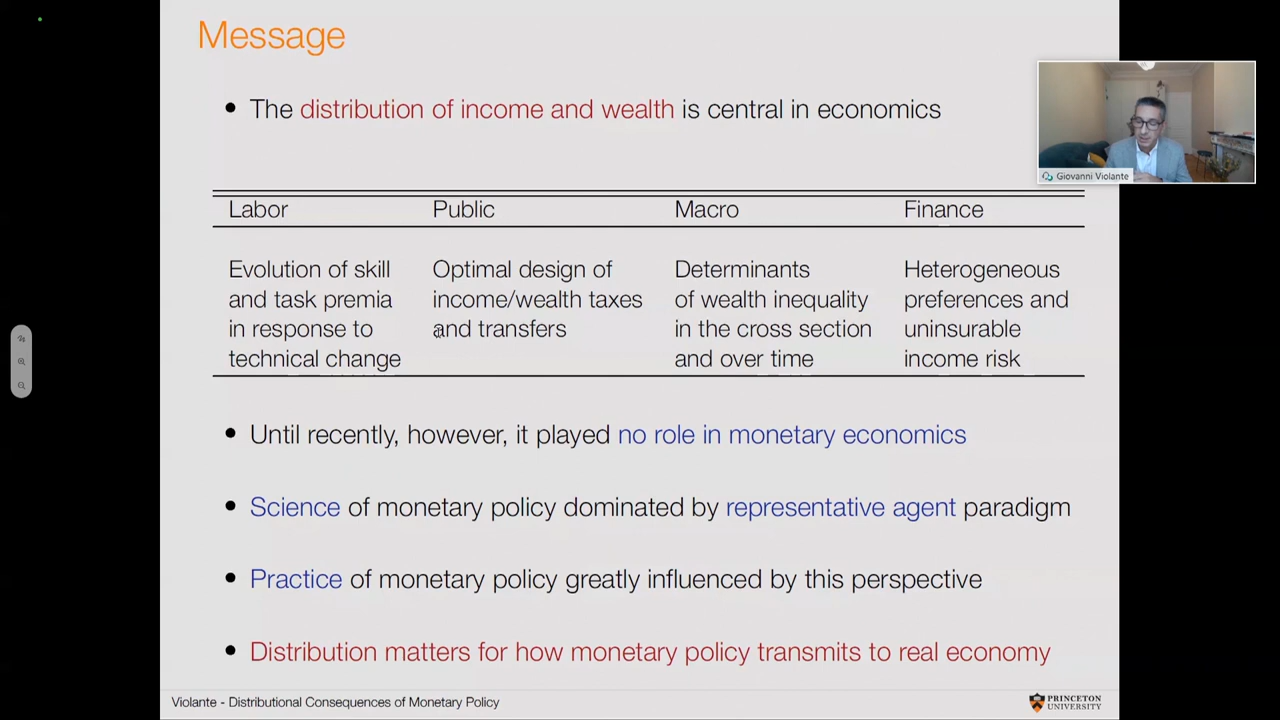 Message
• The distribution of income and wealth is central in economics
Giovanni Violante
Labor Public Macro Finance
Evolution of skill Optimal design of Determinants Heterogeneous
and task premia income/wealth taxes of wealth inequality preferences and
in response to and transfers in the cross section uninsurable
technical change and over time income risk
• Until recently, however, it played no role in monetary economics
• Science of monetary policy dominated by representative agent paradigm
• Practice of monetary policy greatly influenced by this perspective
• Distribution matters for how monetary policy transmits to real economy
Violante - Distributional Consequences of Monetary Policy
PRINCETON
UNIVERSITY